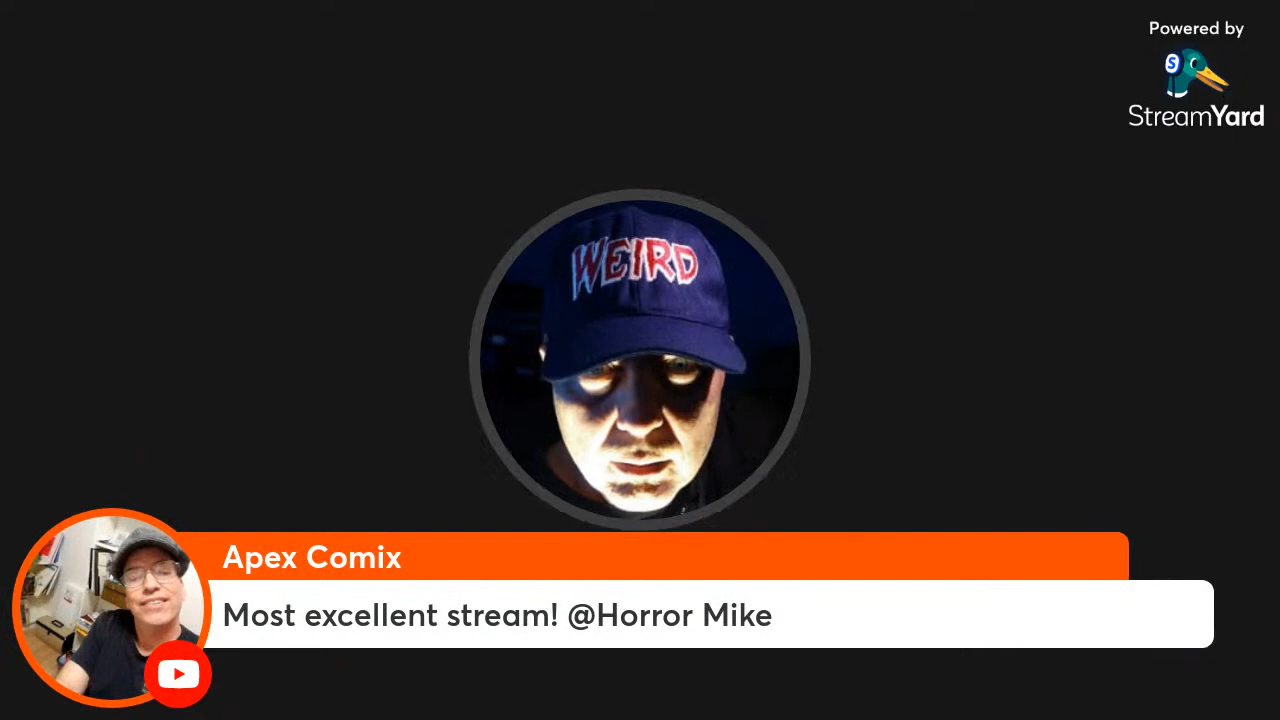 Powered by
S
StreamYard
WEIRD
Apex Comix
Most excellent stream! @Horror Mike